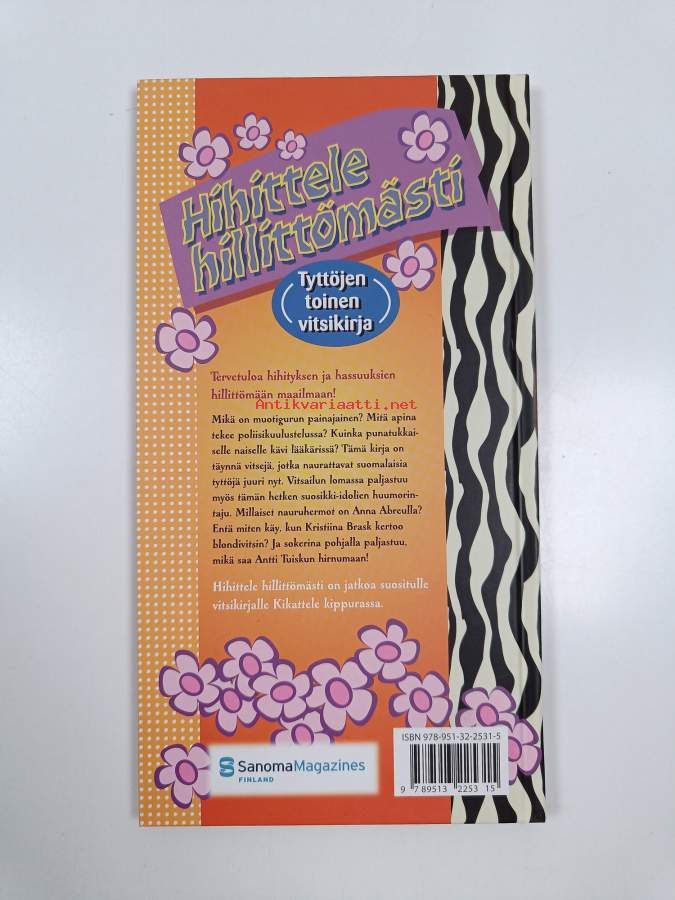 Hihittele
hillittömästi
Tyttöjen
toinen
vitsikirja
Tervetuloa hihityksen ja hassuuksien
hillittömään maailmaan!
Antikvariaatti.net
Mikä on muotigurun painajainen? Mitä apina
tekee poliisikuulustelussa? Kuinka punatukkai-
selle naiselle kävi lääkärissä? Tämä kirja on
täynnä vitsejä, jotka naurattavat suomalaisia
tyttöjä juuri nyt. Vitsailun lomassa paljastuu
myös tämän hetken suosikki-idolien huumorin-
taju. Millaiset nauruhermot on Anna Abreulla?
Entä miten käy, kun Kristiina Brask kertoo
blondivitsin? Ja sokerina pohjalla paljastuu,
mikä saa Antti Tuiskun hirnumaan!
Hihittele hillittömästi on jatkoa suositulle
vitsikirjalle Kikattele kippurassa.
ISBN 978-951-32-2531-5
SanomaMagazines
FINLAND
9 789513 225315